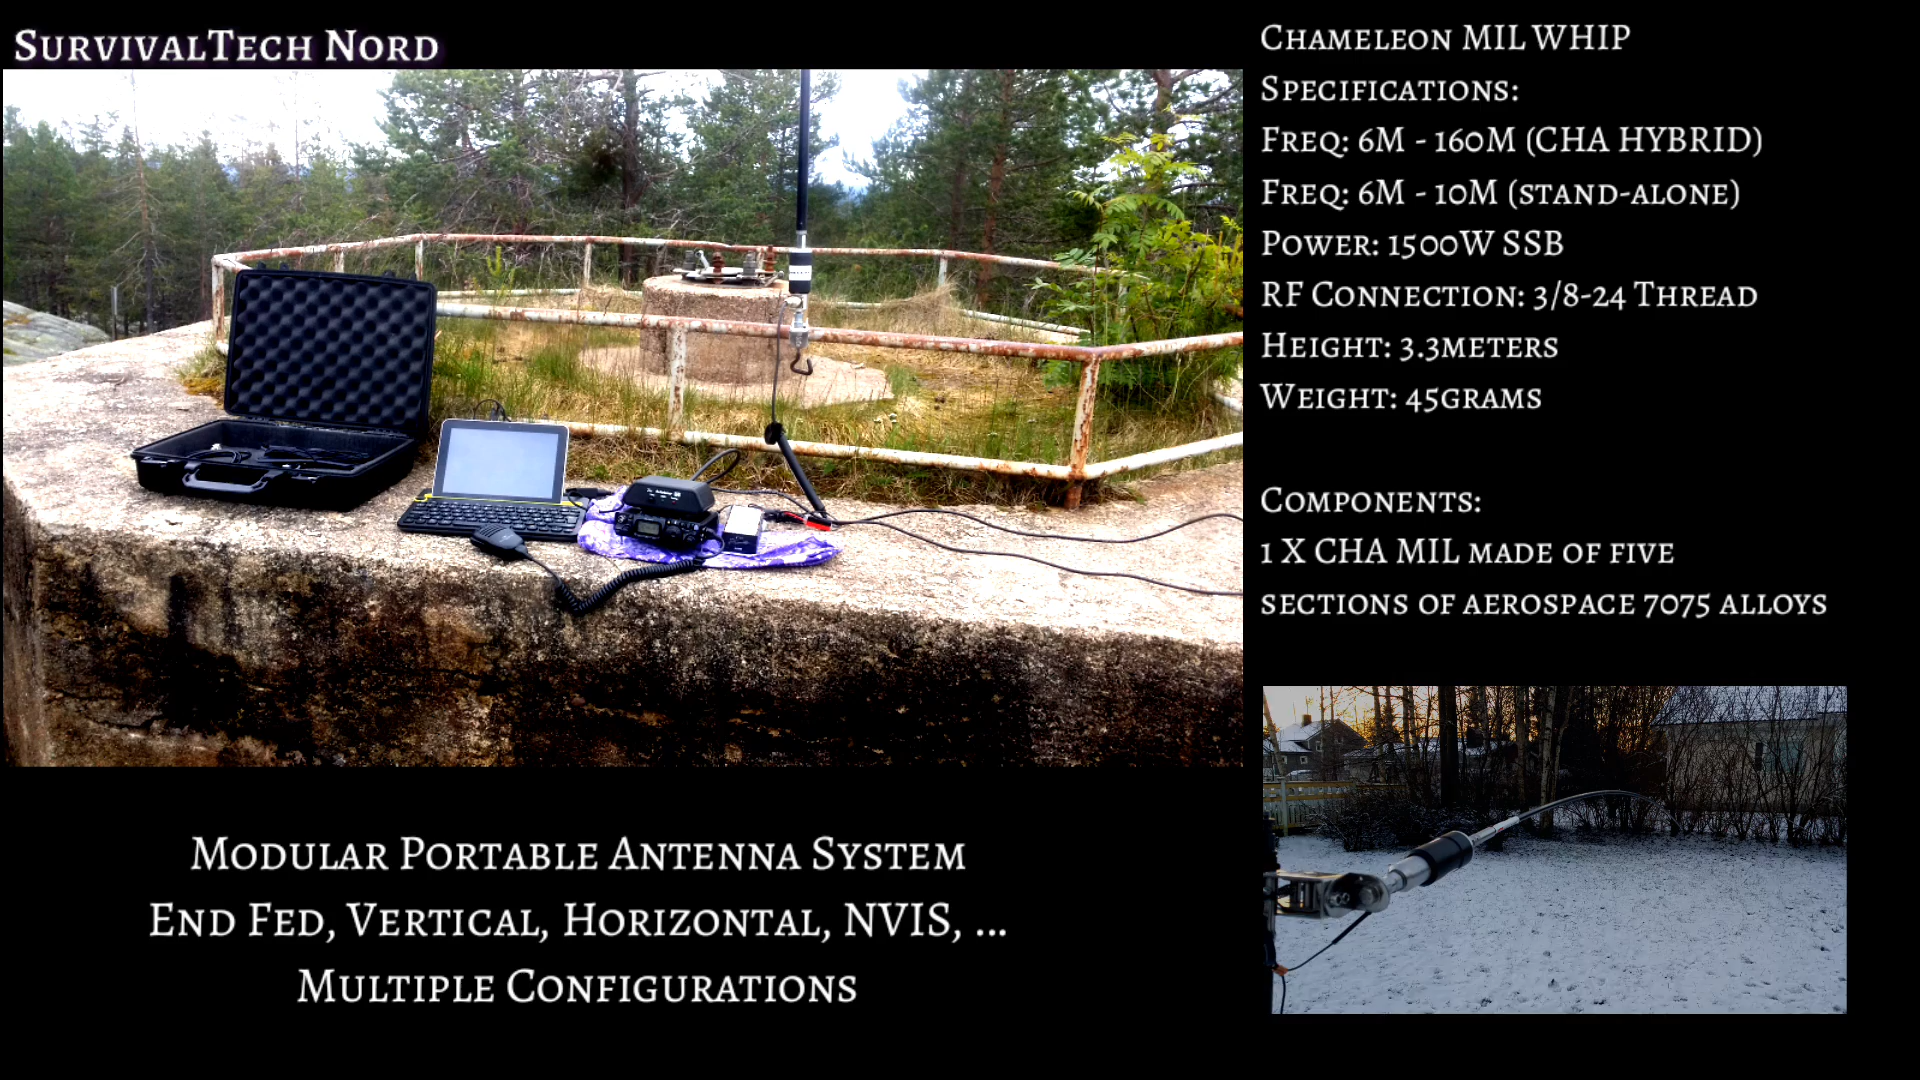 SurvivalTech Nord
Chameleon MIL WHIP
Specifications:
Freq: 6M - 160M (CHA HYBRID)
Freq: 6M - 10M (stand-alone)
Power: 1500W SSB
RF Connection: 3/8-24 Thread
Height: 3.3meters
Weight: 45grams
Components:
1 X CHA MIL made of five
sections of aerospace 7075 alloys
Modular Portable Antenna System
End Fed, Vertical, Horizontal, NVIS, ...
Multiple Configurations